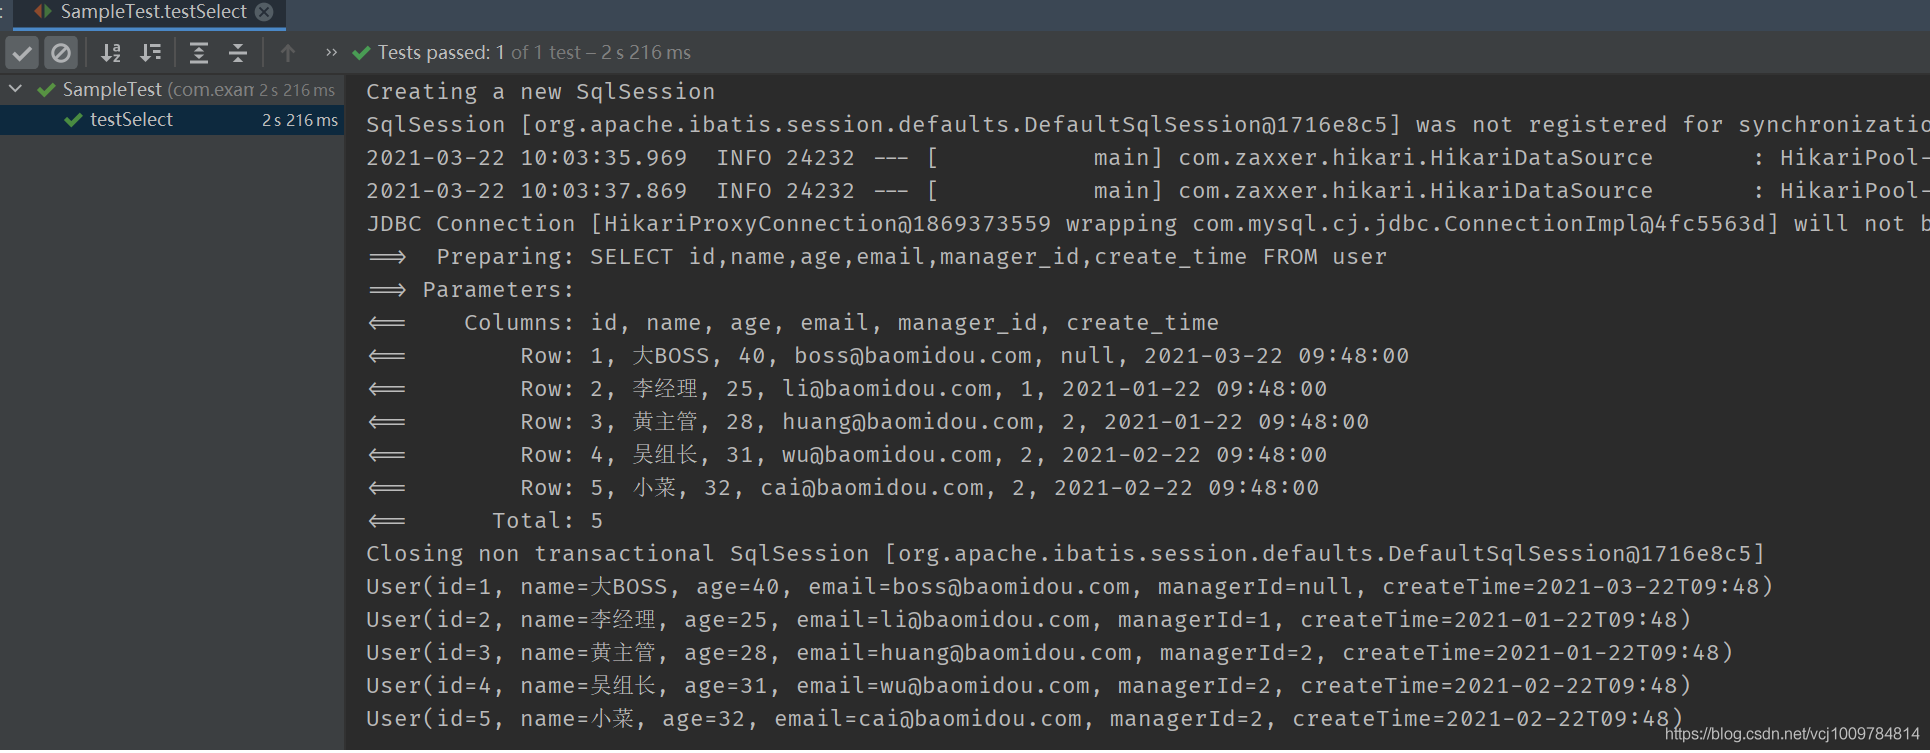 SampleTest.testSelect
Tests passed: 1 of 1 test – 2 s 216 ms
SampleTest (com.exam 2 s 216 ms
testSelect 2 s 216 ms
Creating a new SqlSession
SqlSession [org.apache.ibatis.session.defaults.DefaultSqlSession@1716e8c5] was not registered for synchronizatio
2021-03-22 10:03:35.969  INFO 24232 --- [           main] com.zaxxer.hikari.HikariDataSource       : HikariPool-
2021-03-22 10:03:37.869  INFO 24232 --- [           main] com.zaxxer.hikari.HikariDataSource       : HikariPool-
JDBC Connection [HikariProxyConnection@1869373559 wrapping com.mysql.cj.jdbc.ConnectionImpl@4fc5563d] will not b
==>  Preparing: SELECT id,name,age,email,manager_id,create_time FROM user
==> Parameters:
<==    Columns: id, name, age, email, manager_id, create_time
<==        Row: 1, 大BOSS, 40, boss@baomidou.com, null, 2021-03-22 09:48:00
<==        Row: 2, 李经理, 25, li@baomidou.com, 1, 2021-01-22 09:48:00
<==        Row: 3, 黄主管, 28, huang@baomidou.com, 2, 2021-01-22 09:48:00
<==        Row: 4, 吴组长, 31, wu@baomidou.com, 2, 2021-02-22 09:48:00
<==        Row: 5, 小菜, 32, cai@baomidou.com, 2, 2021-02-22 09:48:00
<==      Total: 5
Closing non transactional SqlSession [org.apache.ibatis.session.defaults.DefaultSqlSession@1716e8c5]
User(id=1, name=大BOSS, age=40, email=boss@baomidou.com, managerId=null, createTime=2021-03-22T09:48)
User(id=2, name=李经理, age=25, email=li@baomidou.com, managerId=1, createTime=2021-01-22T09:48)
User(id=3, name=黄主管, age=28, email=huang@baomidou.com, managerId=2, createTime=2021-01-22T09:48)
User(id=4, name=吴组长, age=31, email=wu@baomidou.com, managerId=2, createTime=2021-02-22T09:48)
User(id=5, name=小菜, age=32, email=cai@baomidou.com, managerId=2, createTime=2021-02-22T09:48)
https://blog.csdn.net/vcj1009784814